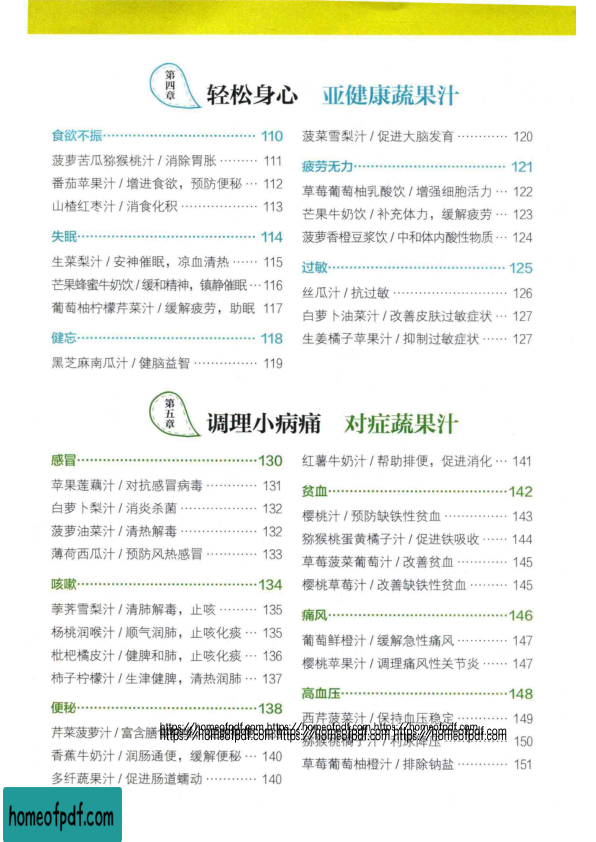 第四章 轻松身心 亚健康蔬果汁
食欲不振 110
菠萝苦瓜猕猴桃汁 / 消除胃胀 111
番茄苹果汁 / 增进食欲，预防便秘 112
山楂红枣汁 / 消食化积 113
失眠 114
生菜梨汁 / 安神催眠，凉血清热 115
芒果蜂蜜牛奶饮 / 缓和精神，镇静催眠 116
葡萄柚柠檬芹菜汁 / 缓解疲劳，助眠 117
健忘 118
黑芝麻南瓜汁 / 健脑益智 119
菠菜雪梨汁 / 促进大脑发育 120
疲劳无力 121
草莓葡萄柚乳酸饮 / 增强细胞活力 122
芒果牛奶饮 / 补充体力，缓解疲劳 123
菠萝香橙豆浆饮 / 中和体内酸性物质 124
过敏 125
丝瓜汁 / 抗过敏 126
白萝卜油菜汁 / 改善皮肤过敏症状 127
生姜橘子苹果汁 / 抑制过敏症状 127
第五章 调理小病痛 对症蔬果汁
感冒 130
苹果莲藕汁 / 对抗感冒病毒 131
白萝卜梨汁 / 消炎杀菌 132
菠萝油菜汁 / 清热解毒 132
薄荷西瓜汁 / 预防风热感冒 133
咳嗽 134
荸荠雪梨汁 / 清肺解毒，止咳 135
杨桃润喉汁 / 顺气润肺，止咳化痰 135
枇杷橘皮汁 / 健脾和肺，止咳化痰 136
柿子柠檬汁 / 生津健脾，清热润肺 137
便秘 138
芹菜菠萝汁 / 富含膳
香蕉牛奶汁 / 润肠通便，缓解便秘 140
多纤蔬果汁 / 促进肠道蠕动 140
红薯牛奶汁 / 帮助排便，促进消化 141
贫血 142
樱桃汁 / 预防缺铁性贫血 143
猕猴桃蛋黄橘子汁 / 促进铁吸收 144
草莓菠菜葡萄汁 / 改善贫血 145
樱桃草莓汁 / 改善缺铁性贫血 145
痛风 146
葡萄鲜橙汁 / 缓解急性痛风 147
樱桃苹果汁 / 调理痛风性关节炎 147
高血压 148
西芹菠菜汁 / 保持血压稳定 149
猕猴桃橘子汁 / 利尿降压 150
草莓葡萄柚橙汁 / 排除钠盐 151
https://homeofpdf.com https://homeofpdf.com https://homeofpdf.com
https://homeofpdf.com https://homeofpdf.com https://homeofpdf.com
homeofpdf.com